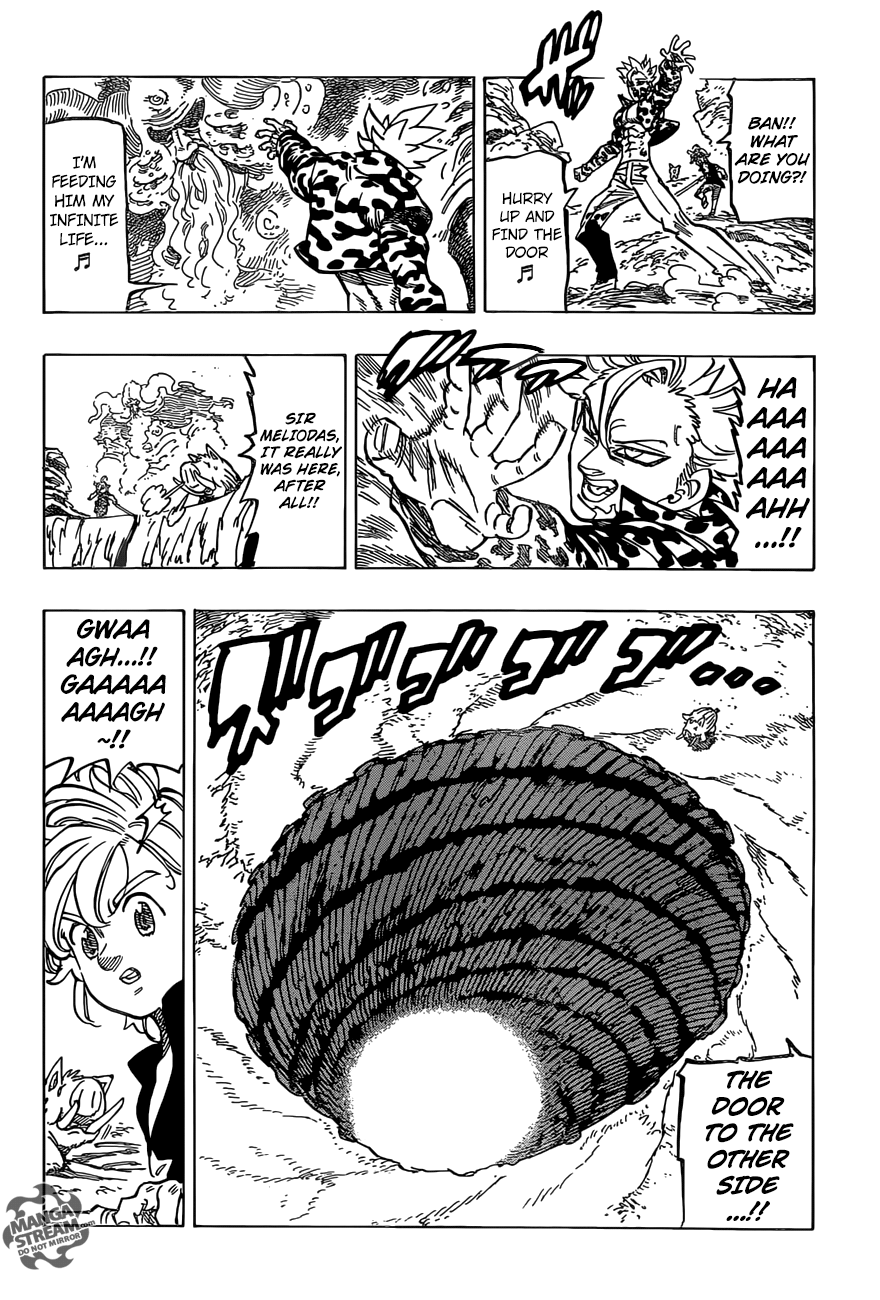 BAN!!
WHAT
ARE YOU
DOING?!
HURRY
UP AND
FIND THE
DOOR
♫
I'M
FEEDING
HIM MY
INFINITE
LIFE...
♫
HA
AAA
AAA
AAA
AHH
...!!
SIR
MELIODAS,
IT REALLY
WAS HERE,
AFTER
ALL!!
THE
DOOR
TO THE
OTHER
SIDE
....!!
GWAA
AGH...!!
GAAAAA
AAAAGH
~!!
MANGA
STREAM.com
DO NOT MIRROR